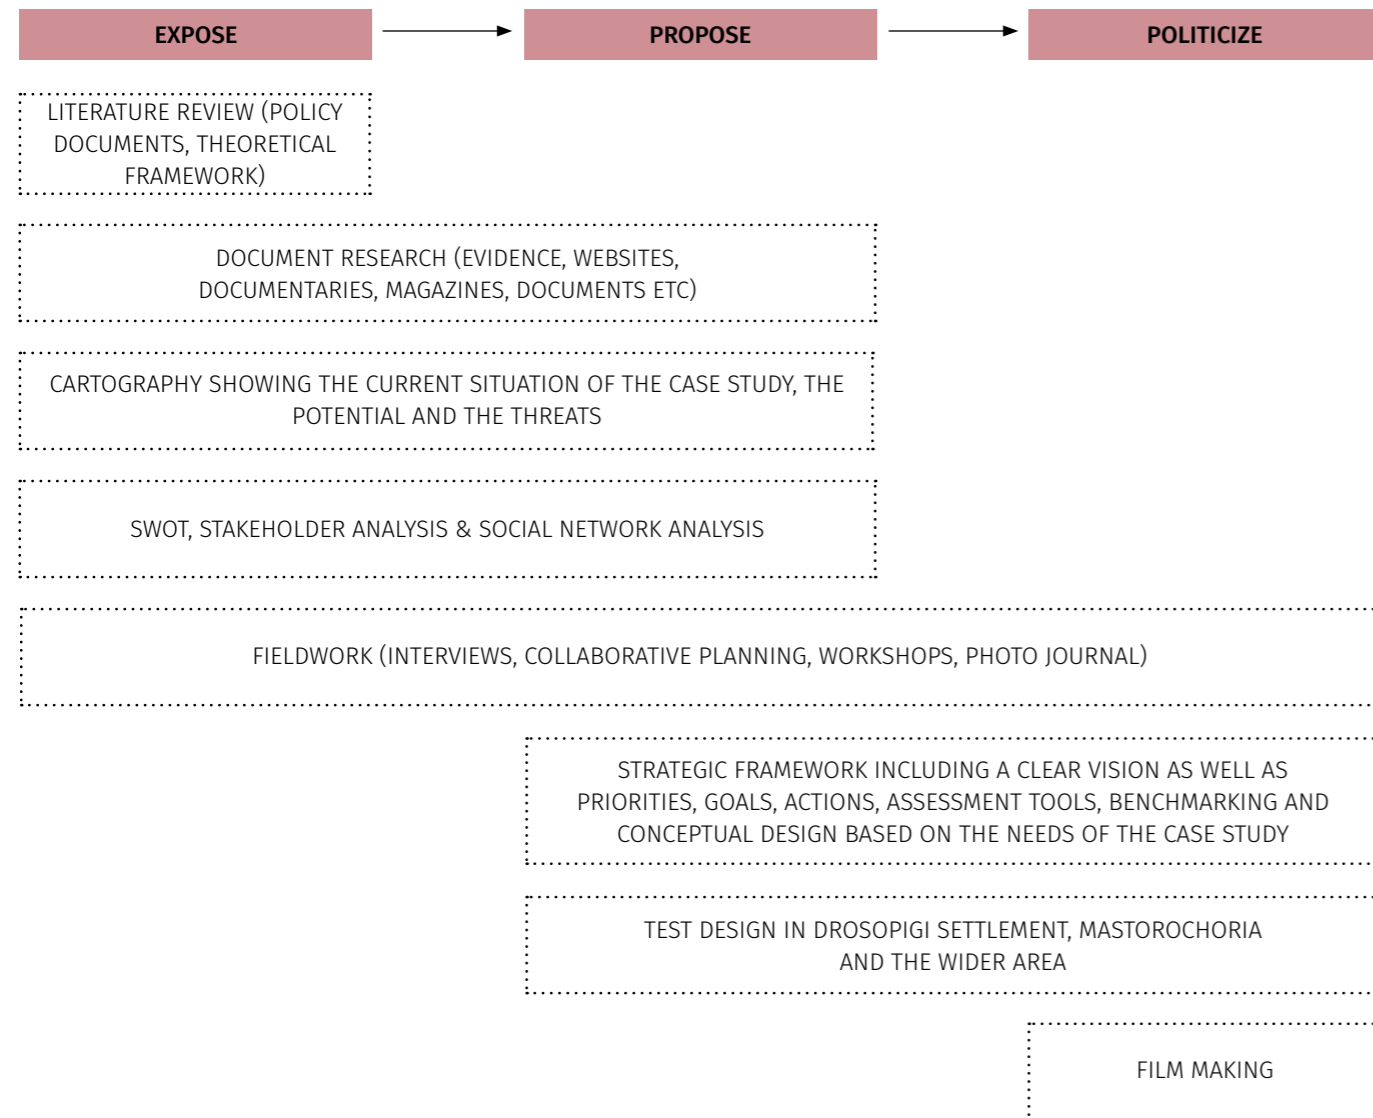 EXPOSE
PROPOSE
POLITICIZE
LITERATURE REVIEW (POLICY
DOCUMENTS, THEORETICAL
FRAMEWORK)
DOCUMENT RESEARCH (EVIDENCE, WEBSITES,
DOCUMENTARIES, MAGAZINES, DOCUMENTS ETC)
CARTOGRAPHY SHOWING THE CURRENT SITUATION OF THE CASE STUDY, THE
POTENTIAL AND THE THREATS
SWOT, STAKEHOLDER ANALYSIS & SOCIAL NETWORK ANALYSIS
FIELDWORK (INTERVIEWS, COLLABORATIVE PLANNING, WORKSHOPS, PHOTO JOURNAL)
STRATEGIC FRAMEWORK INCLUDING A CLEAR VISION AS WELL AS
PRIORITIES, GOALS, ACTIONS, ASSESSMENT TOOLS, BENCHMARKING AND
CONCEPTUAL DESIGN BASED ON THE NEEDS OF THE CASE STUDY
TEST DESIGN IN DROSOPIGI SETTLEMENT, MASTOROCHORIA
AND THE WIDER AREA
FILM MAKING